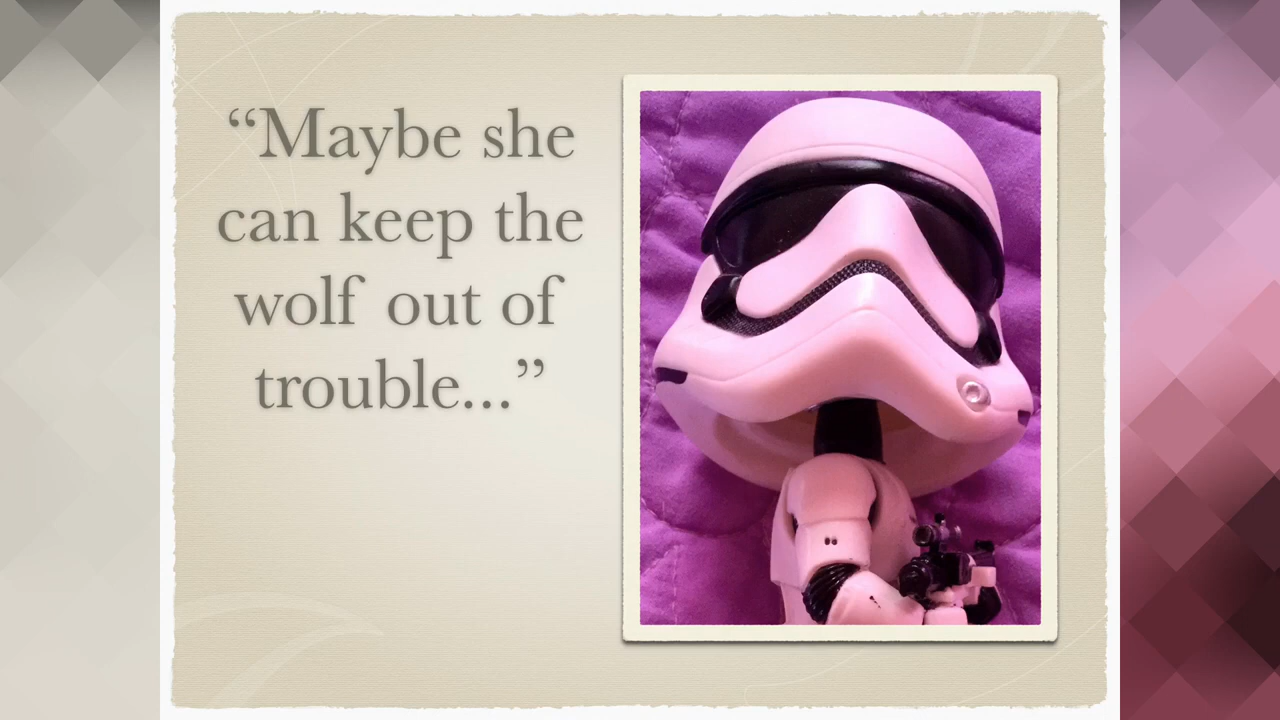 “Maybe she
can keep the
wolf out of
trouble...”